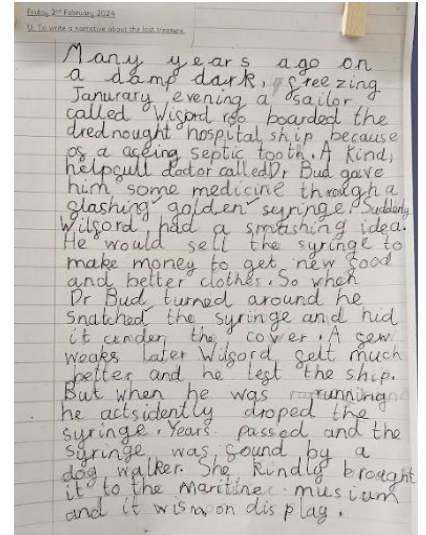 Friday 2nd February 2024
LI: To write a narrative about the lost treasure.
Many years ago on
a damp dark, freezing
Janurary evening a sailor
called Wilsord boarded the
drednought hospital ship because
of a ageing septic tooth. A kind,
helpfull doctor called Dr Bud gave
him some medicine through a
glashing golden syringe. Suddenly
Wilsord had a smashing idea.
He would sell the syringe to
make money to get new food
and better clothes. So when
Dr Bud turned around he
snatched the syringe and hid
it under the cover. A few
weaks later Wilsord felt much
better and he left the ship.
But when he was running
he actsidently droped the
syringe. Years passed and the
syringe was found by a
dog walker. She kindly brought
it to the Maritime musium
and it is on display.